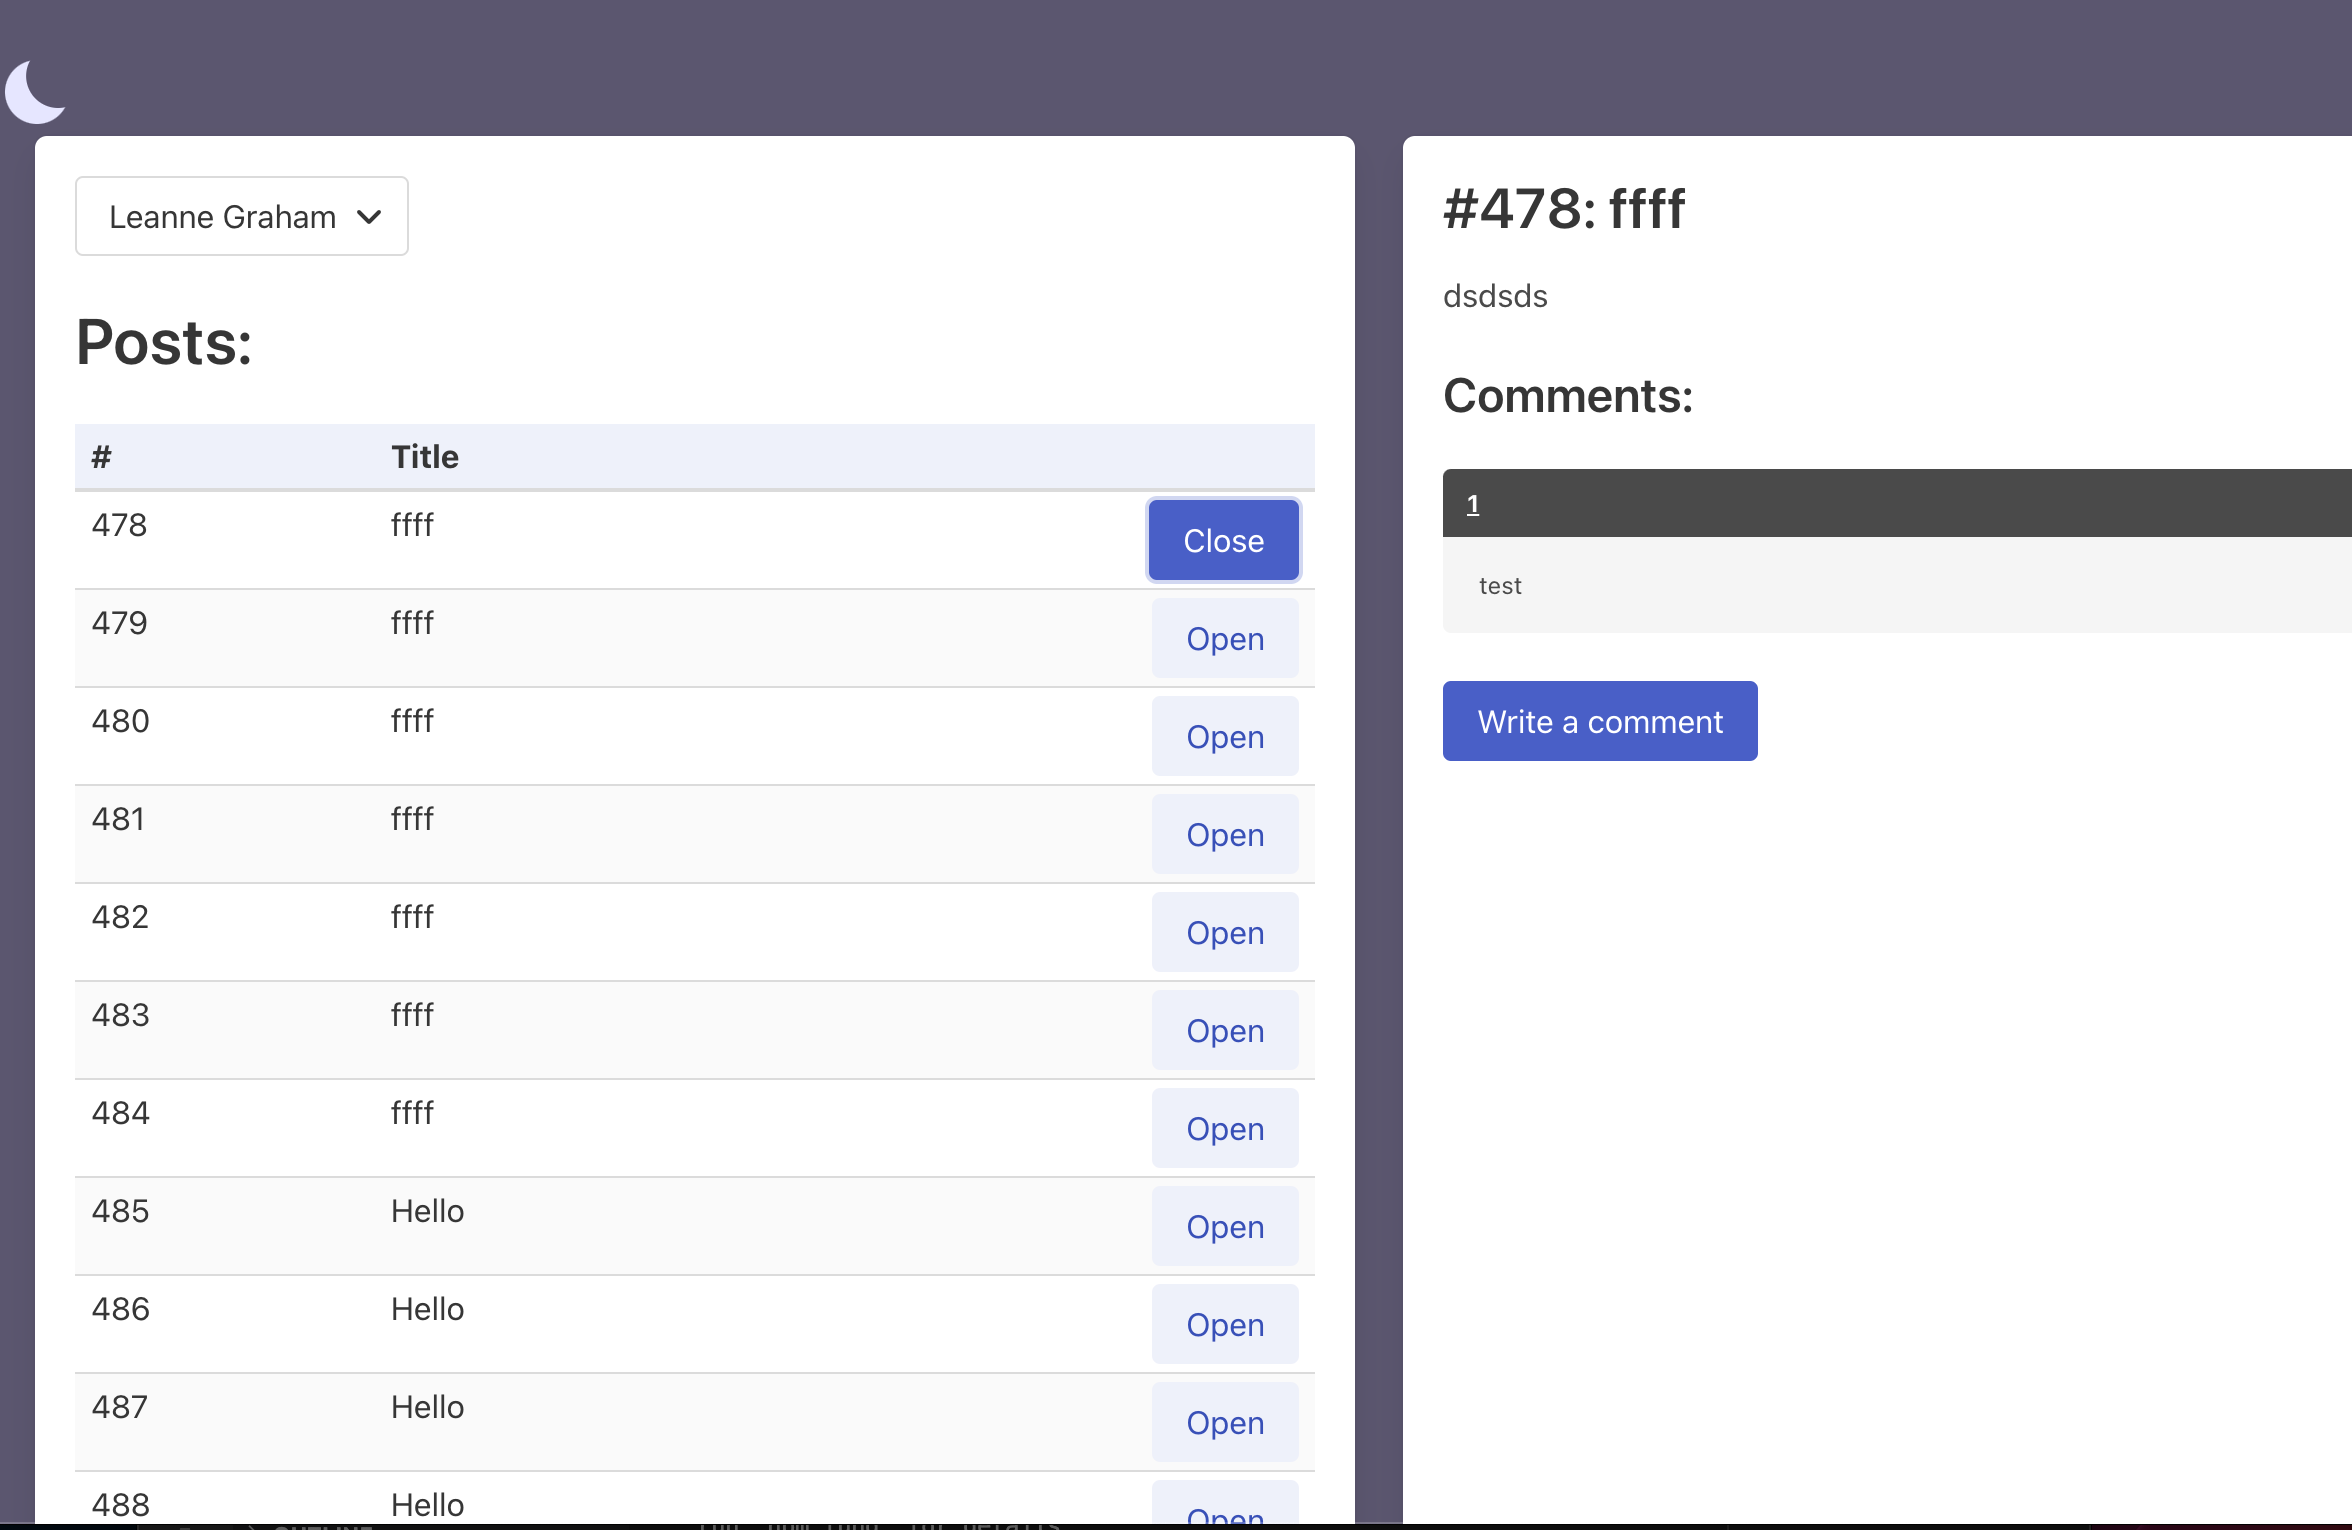 Leanne Graham
Posts:
# Title
478 ffff Close
479 ffff Open
480 ffff Open
481 ffff Open
482 ffff Open
483 ffff Open
484 ffff Open
485 Hello Open
486 Hello Open
487 Hello Open
488 Hello Open
#478: ffff
dsdsds
Comments:
1
test
Write a comment